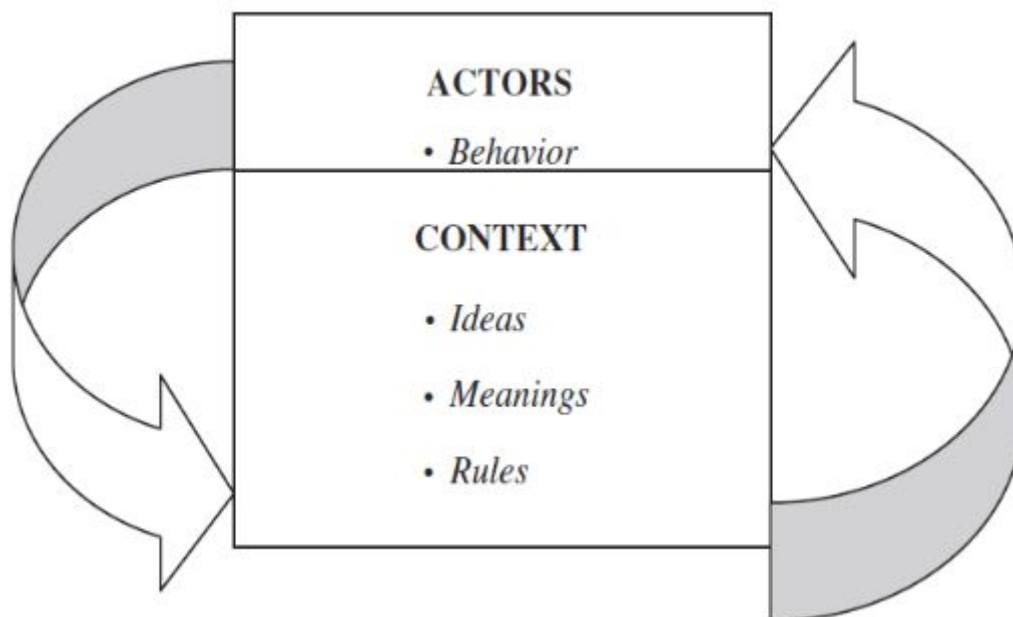 ACTORS
• Behavior
CONTEXT
• Ideas
• Meanings
• Rules